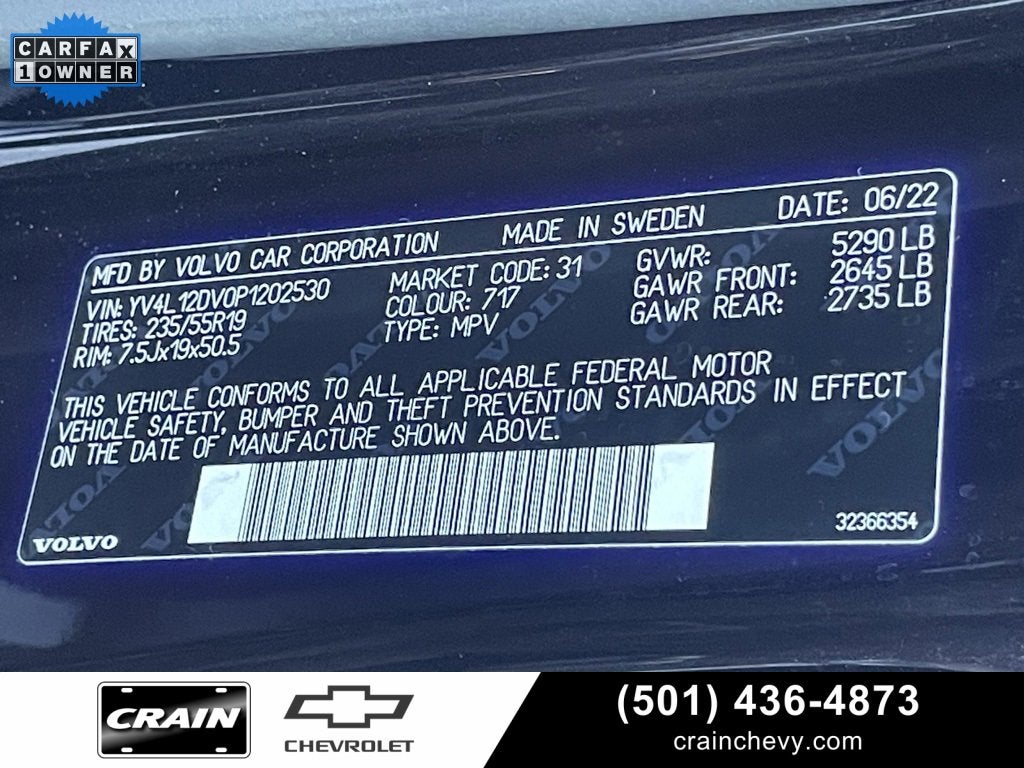 CARFAX
1 OWNER
MFD BY VOLVO CAR CORPORATION MADE IN SWEDEN DATE: 06/22
VIN: YV4L12DV0P1202530 MARKET CODE: 31 GVWR: 5290 LB
TIRES: 235/55R19 COLOUR: 717 GAWR FRONT: 2645 LB
RIM: 7.5Jx19x50.5 TYPE: MPV GAWR REAR: 2735 LB
THIS VEHICLE CONFORMS TO ALL APPLICABLE FEDERAL MOTOR
VEHICLE SAFETY, BUMPER AND THEFT PREVENTION STANDARDS IN EFFECT
ON THE DATE OF MANUFACTURE SHOWN ABOVE.
VOLVO 32366354
CRAIN CHEVROLET
(501) 436-4873
crainchevy.com